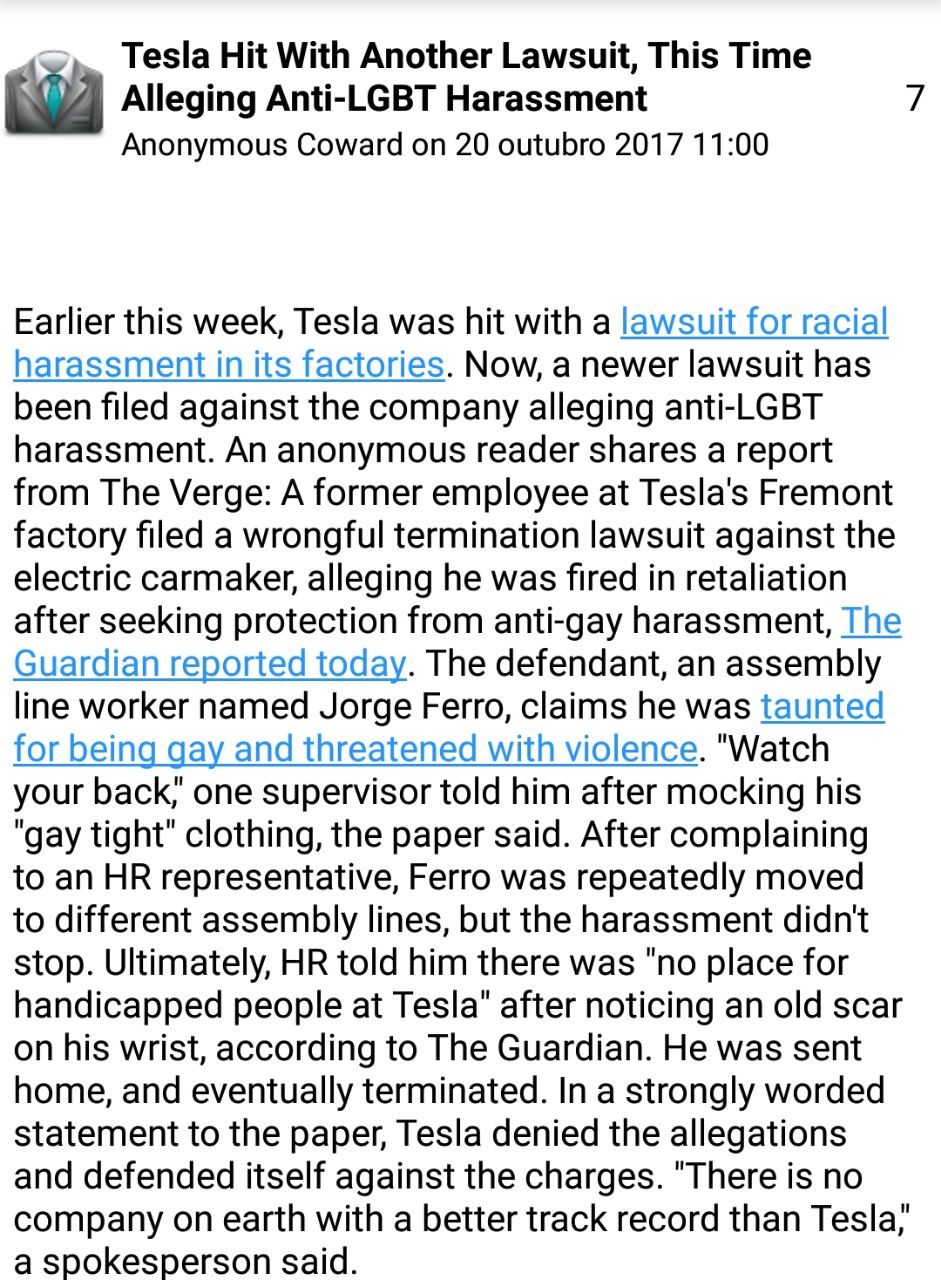 Tesla Hit With Another Lawsuit, This Time
Alleging Anti-LGBT Harassment
7
Anonymous Coward on 20 outubro 2017 11:00
Earlier this week, Tesla was hit with a lawsuit for racial
harassment in its factories. Now, a newer lawsuit has
been filed against the company alleging anti-LGBT
harassment. An anonymous reader shares a report
from The Verge: A former employee at Tesla's Fremont
factory filed a wrongful termination lawsuit against the
electric carmaker, alleging he was fired in retaliation
after seeking protection from anti-gay harassment, The
Guardian reported today. The defendant, an assembly
line worker named Jorge Ferro, claims he was taunted
for being gay and threatened with violence. "Watch
your back," one supervisor told him after mocking his
"gay tight" clothing, the paper said. After complaining
to an HR representative, Ferro was repeatedly moved
to different assembly lines, but the harassment didn't
stop. Ultimately, HR told him there was "no place for
handicapped people at Tesla" after noticing an old scar
on his wrist, according to The Guardian. He was sent
home, and eventually terminated. In a strongly worded
statement to the paper, Tesla denied the allegations
and defended itself against the charges. "There is no
company on earth with a better track record than Tesla,"
a spokesperson said.